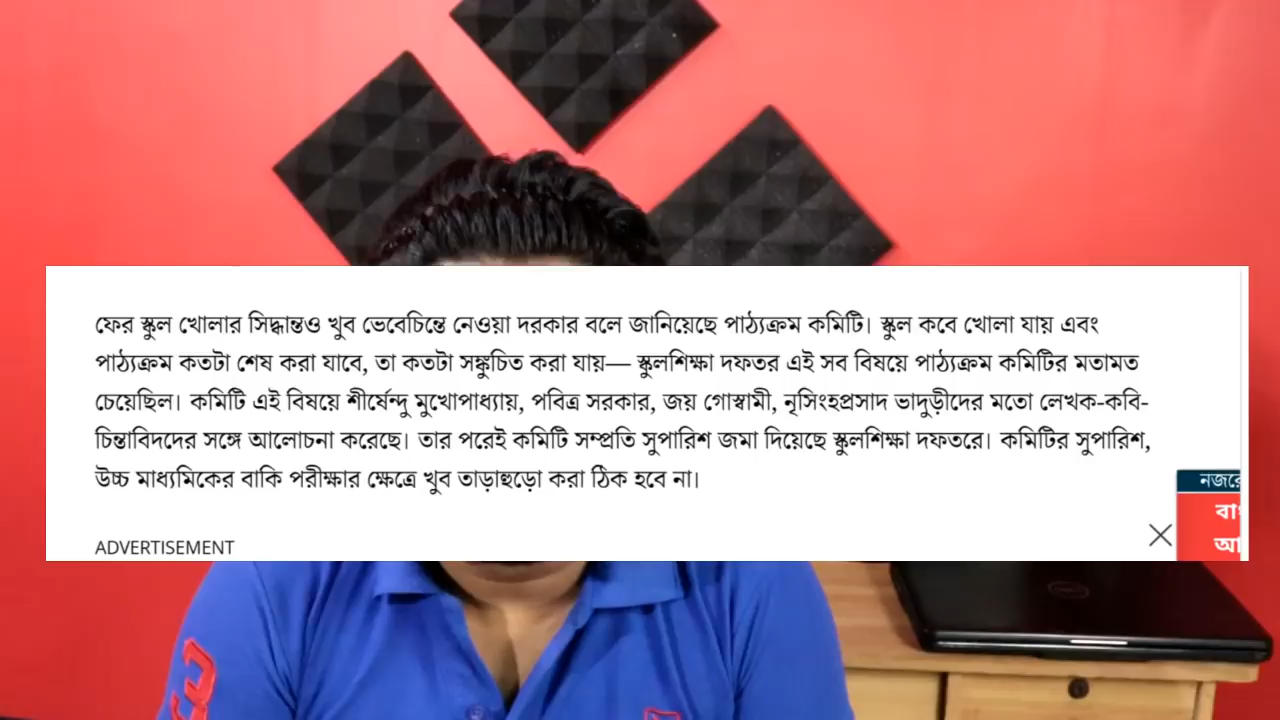 ফের স্কুল খোলার সিদ্ধান্তও খুব ভেবেচিন্তে নেওয়া দরকার বলে জানিয়েছে পাঠ্যক্রম কমিটি। স্কুল কবে খোলা যায় এবং
পাঠ্যক্রম কতটা শেষ করা যাবে, তা কতটা সঙ্কুচিত করা যায়— স্কুলশিক্ষা দফতর এই সব বিষয়ে পাঠ্যক্রম কমিটির মতামত
চেয়েছিল। কমিটি এই বিষয়ে শীর্ষেন্দু মুখোপাধ্যায়, পবিত্র সরকার, জয় গোস্বামী, নৃসিংহপ্রসাদ ভাদুড়ীদের মতো লেখক-কবি-
চিন্তাবিদদের সঙ্গে আলোচনা করেছে। তার পরেই কমিটি সম্প্রতি সুপারিশ জমা দিয়েছে স্কুলশিক্ষা দফতরে। কমিটির সুপারিশ,
উচ্চ মাধ্যমিকের বাকি পরীক্ষার ক্ষেত্রে খুব তাড়াহুড়ো করা ঠিক হবে না।
ADVERTISEMENT
3